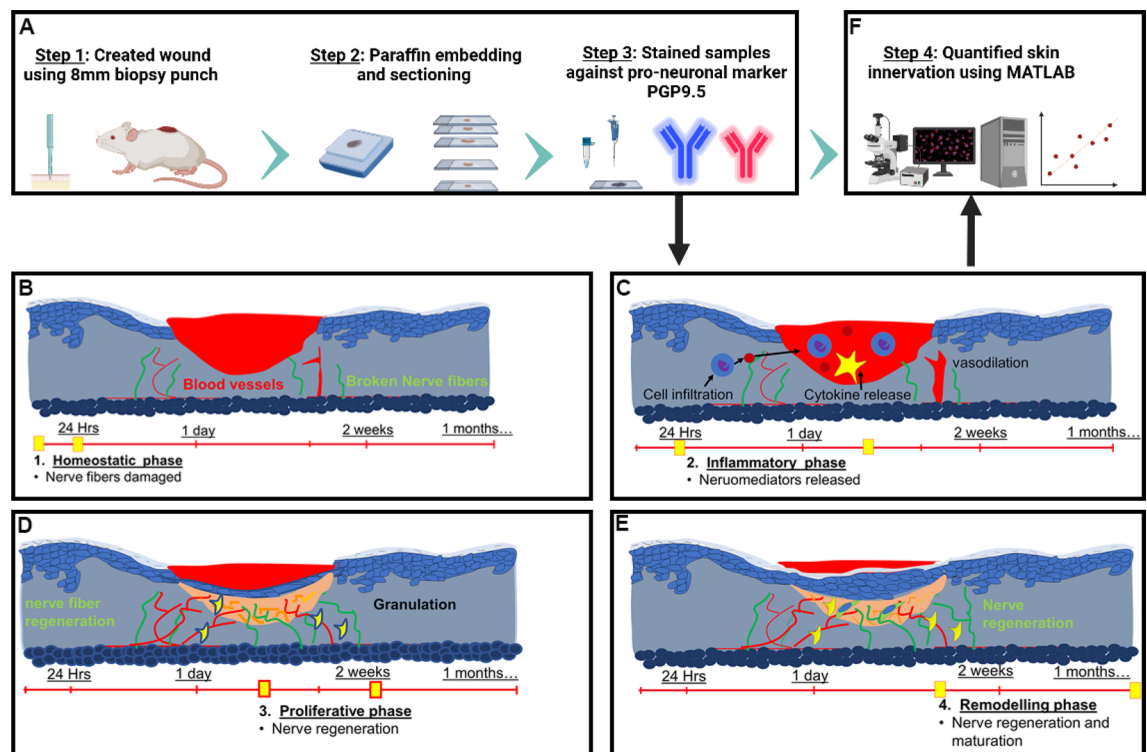 A
Step 1: Created wound
using 8mm biopsy punch
Step 2: Paraffin embedding
and sectioning
Step 3: Stained samples
against pro-neuronal marker
PGP9.5
F
Step 4: Quantified skin
innervation using MATLAB
B
Blood vessels
Broken Nerve fibers
24 Hrs
1 day
2 weeks
1 months...
1. Homeostatic phase
• Nerve fibers damaged
C
vasodilation
Cell infiltration
Cytokine release
24 Hrs
1 day
2 weeks
1 months...
2. Inflammatory phase
• Neruomediators released
D
nerve fiber
regeneration
Granulation
24 Hrs
1 day
2 weeks
1 months...
3. Proliferative phase
• Nerve regeneration
E
Nerve
regeneration
24 Hrs
1 day
2 weeks
1 months...
4. Remodelling phase
• Nerve regeneration and
maturation